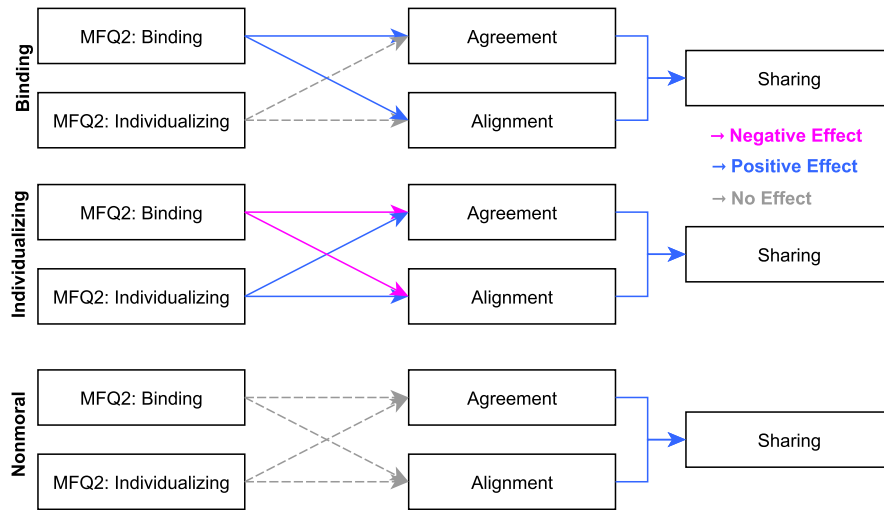 Binding
MFQ2: Binding
Agreement
MFQ2: Individualizing
Alignment
Sharing
→ Negative Effect
→ Positive Effect
→ No Effect
Individualizing
MFQ2: Binding
Agreement
MFQ2: Individualizing
Alignment
Sharing
Nonmoral
MFQ2: Binding
Agreement
MFQ2: Individualizing
Alignment
Sharing